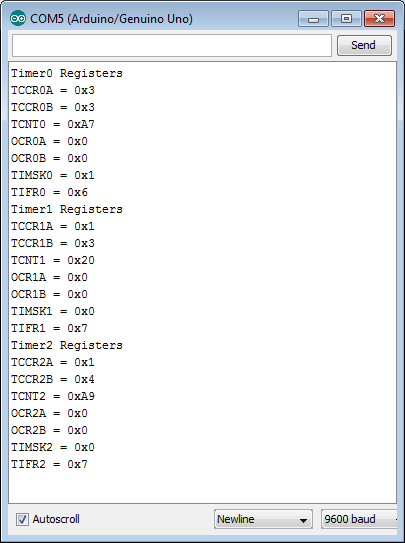 COM5 (Arduino/Genuino Uno)
Send
Timer0 Registers
TCCR0A = 0x3
TCCR0B = 0x3
TCNT0 = 0xA7
OCR0A = 0x0
OCR0B = 0x0
TIMSK0 = 0x1
TIFR0 = 0x6
Timer1 Registers
TCCR1A = 0x1
TCCR1B = 0x3
TCNT1 = 0x20
OCR1A = 0x0
OCR1B = 0x0
TIMSK1 = 0x0
TIFR1 = 0x7
Timer2 Registers
TCCR2A = 0x1
TCCR2B = 0x4
TCNT2 = 0xA9
OCR2A = 0x0
OCR2B = 0x0
TIMSK2 = 0x0
TIFR2 = 0x7
Autoscroll Newline 9600 baud